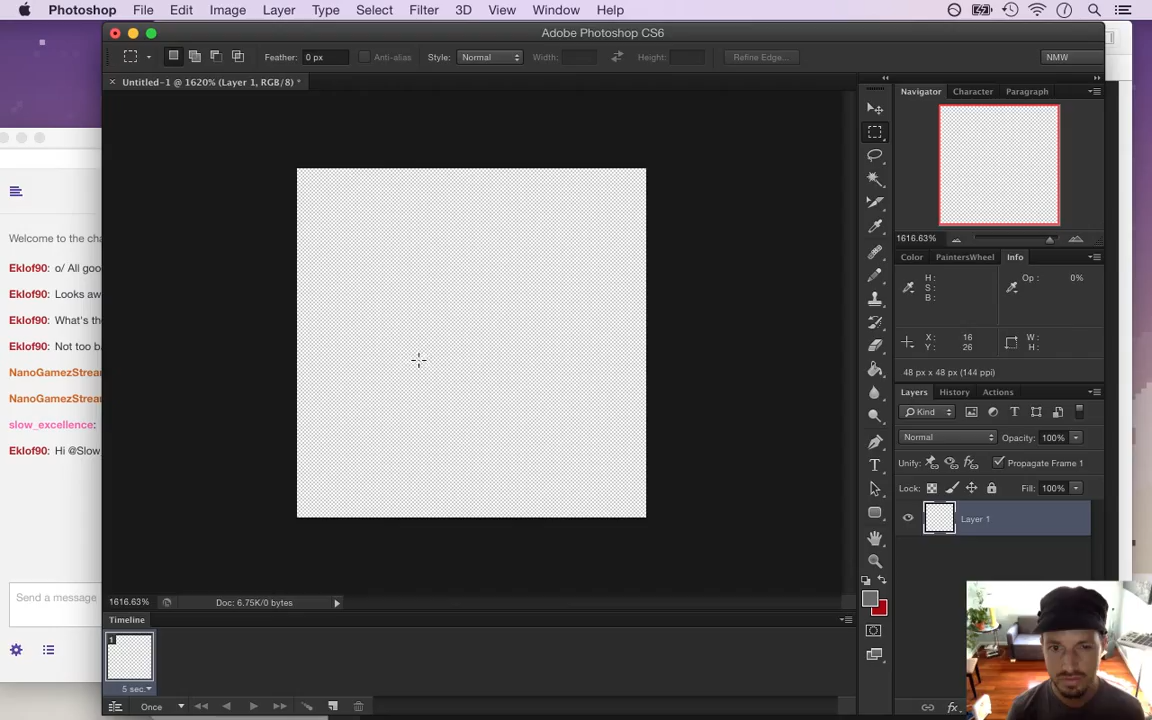 Photoshop File Edit Image Layer Type Select Filter 3D View Window Help
Adobe Photoshop CS6
Feather: 0 px Anti-alias Style: Normal Width: Height: Refine Edge... NMW
Untitled-1 @ 1620% (Layer 1, RGB/8) *
Navigator Character Paragraph
1616.63%
Color PaintersWheel Info
H: Op: 0%
S:
B:
X: 16 W:
Y: 26 H:
48 px x 48 px (144 ppi)
Layers History Actions
Kind
Normal Opacity: 100%
Unify: Propagate Frame 1
Lock: Fill: 100%
Layer 1
Welcome to the cha
Eklof90: o/ All goo
Eklof90: Looks aw
Eklof90: What's th
Eklof90: Not too b
NanoGamezStrea
NanoGamezStrea
slow_excellence:
Eklof90: Hi @Slow
Send a message
1616.63% Doc: 6.75K/0 bytes
Timeline
1
5 sec.
Once
fx